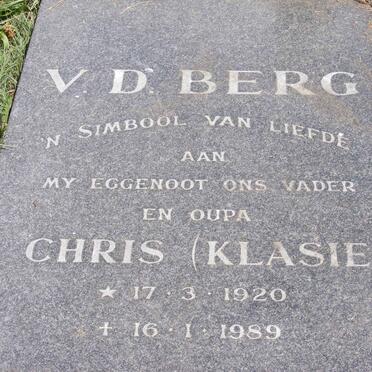 V. D. BERG
'N SIMBOOL VAN LIEFDE
AAN
MY EGGENOOT ONS VADER
EN OUPA
CHRIS (KLASIE
★ 17·3·1920
✝ 16·1·1989